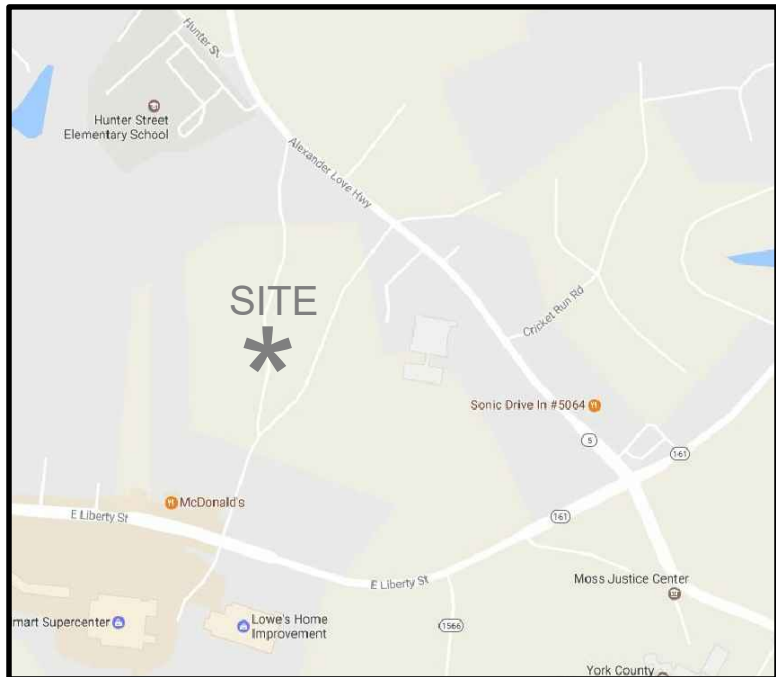 Hunter St
Hunter Street
Elementary School
Alexander Love Hwy
SITE
*
Cricket Run Rd
Sonic Drive In #5064
5
161
McDonald's
161
E Liberty St
E Liberty St
Moss Justice Center
mart Supercenter
Lowe's Home
Improvement
1566
York County